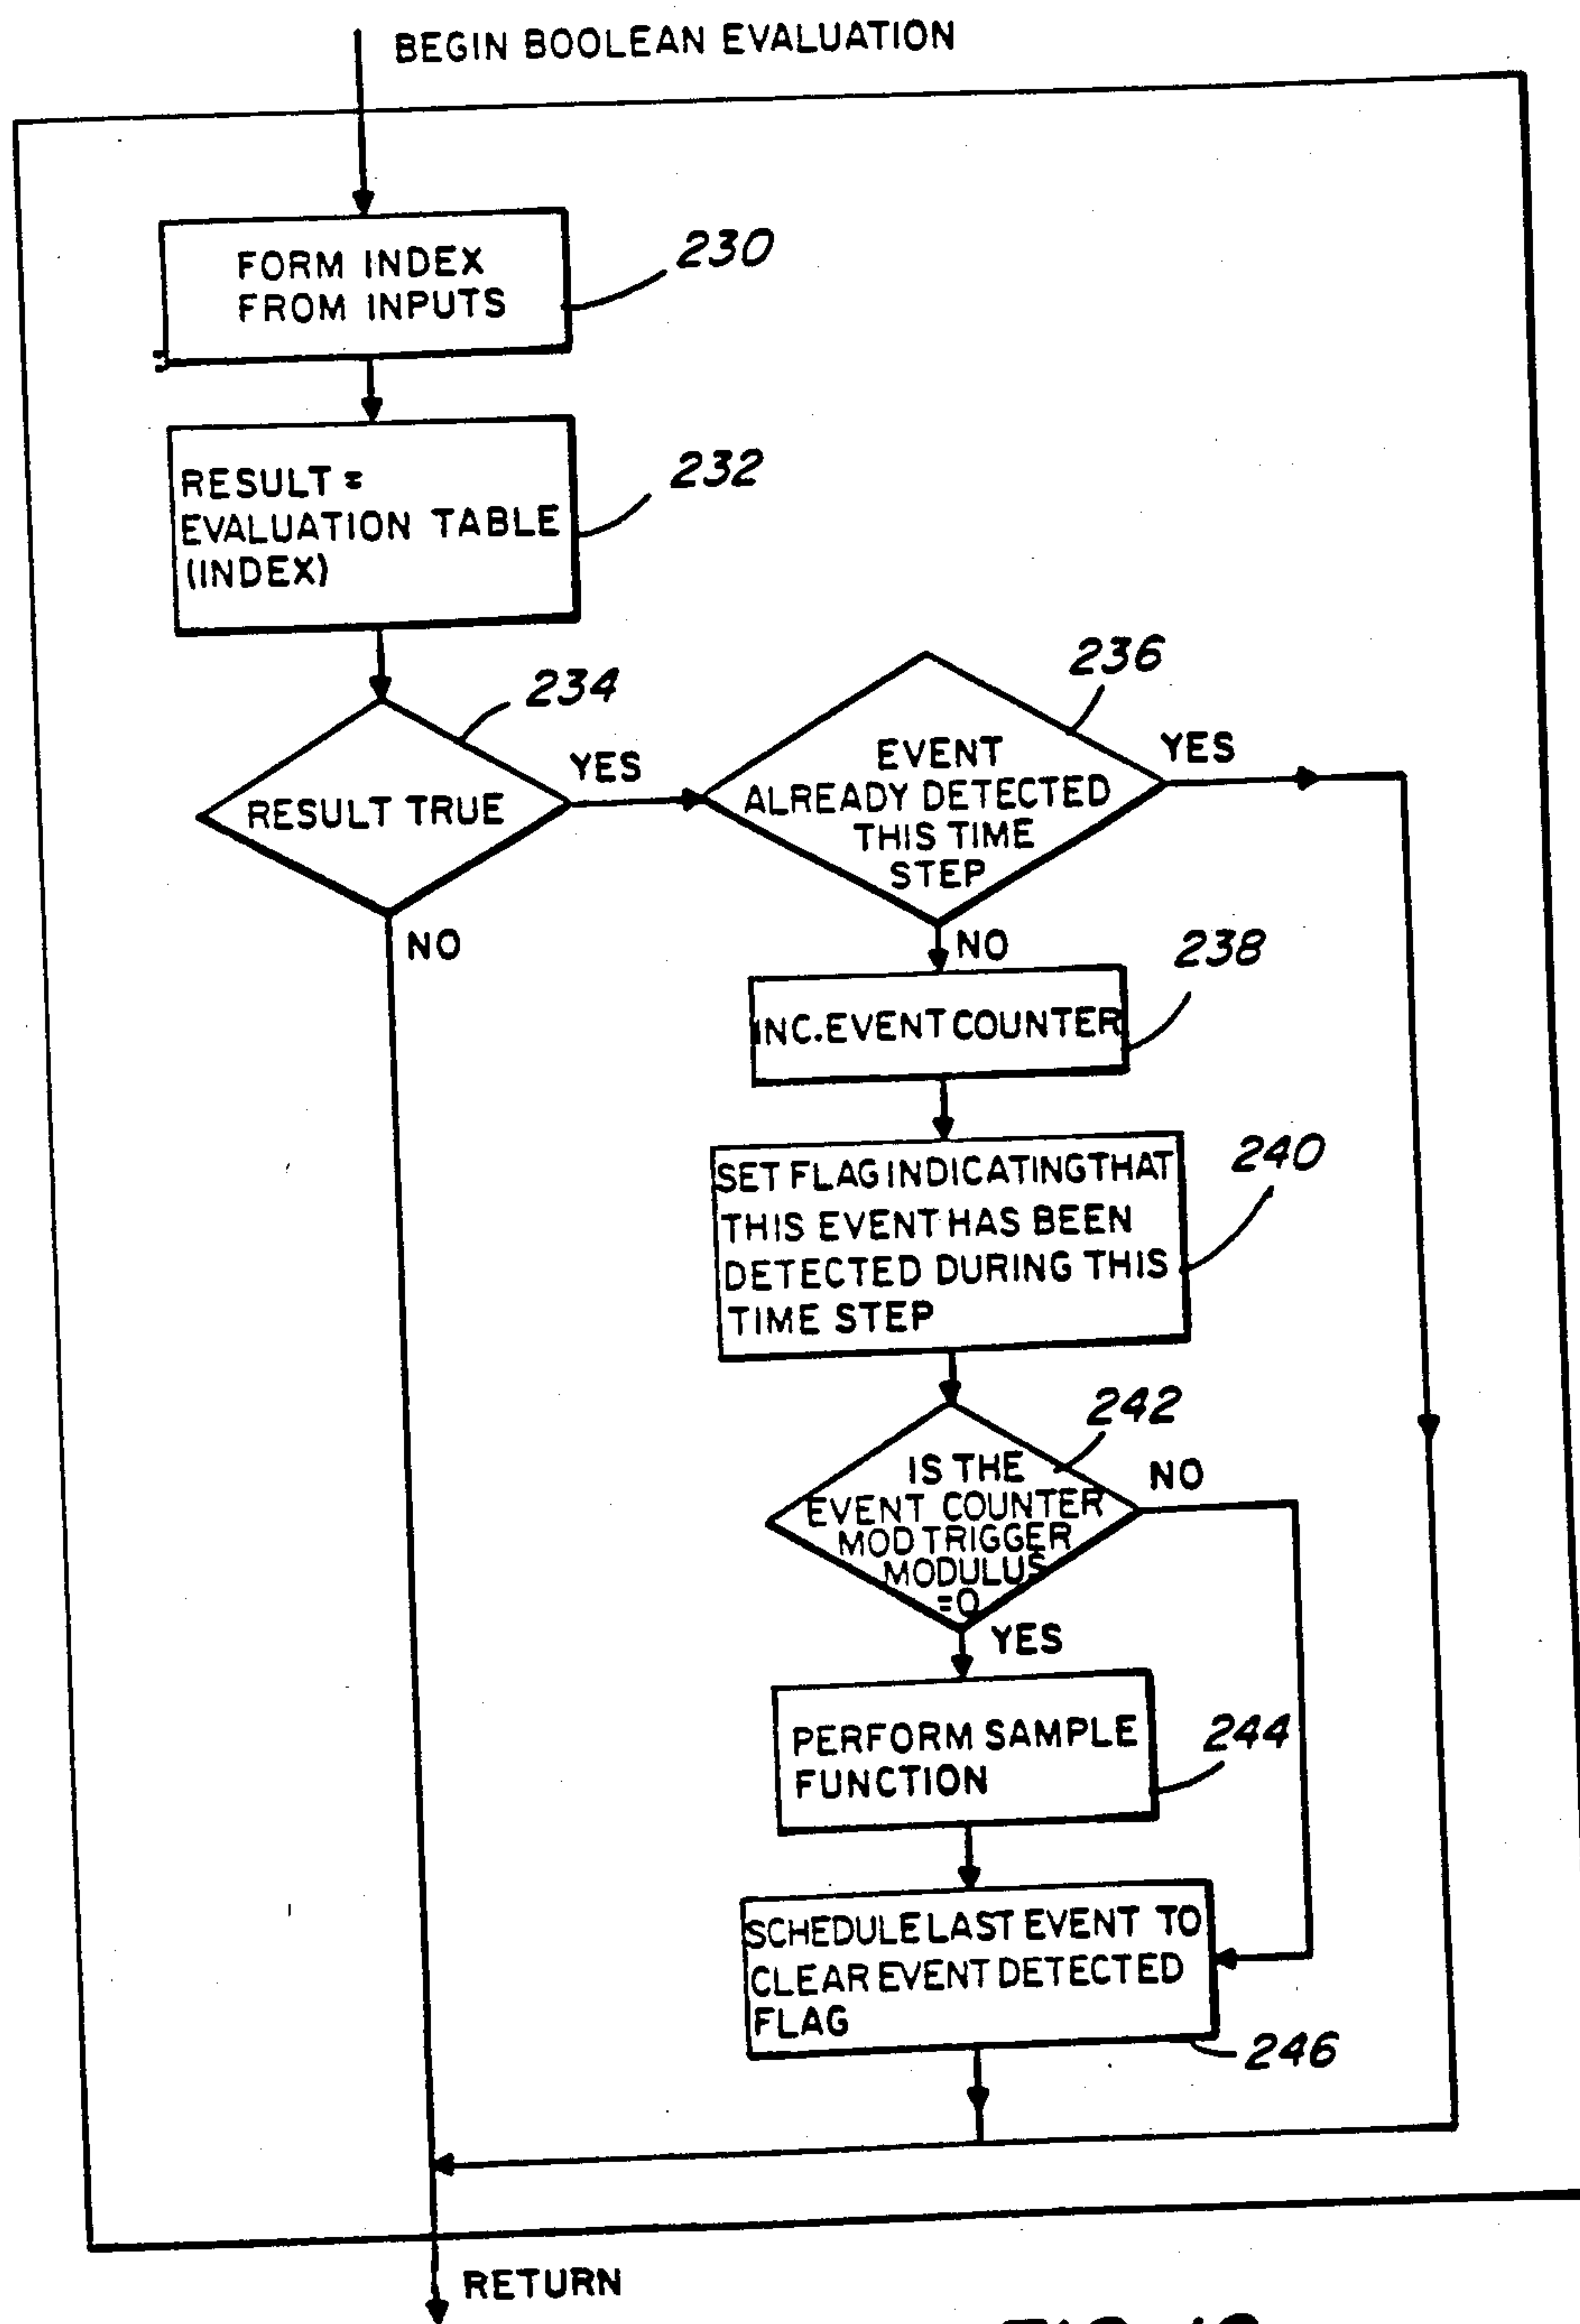 BEGIN BOOLEAN EVALUATION
FORM INDEX
FROM INPUTS
230
RESULT =
EVALUATION TABLE
(INDEX)
232
234
RESULT TRUE
YES
NO
236
EVENT
ALREADY DETECTED
THIS TIME
STEP
YES
NO
238
INC. EVENT COUNTER
240
SET FLAG INDICATING THAT
THIS EVENT HAS BEEN
DETECTED DURING THIS
TIME STEP
242
IS THE
EVENT COUNTER
MOD TRIGGER
MODULUS
=0
NO
YES
PERFORM SAMPLE
FUNCTION
244
SCHEDULE LAST EVENT TO
CLEAR EVENT DETECTED
FLAG
246
RETURN